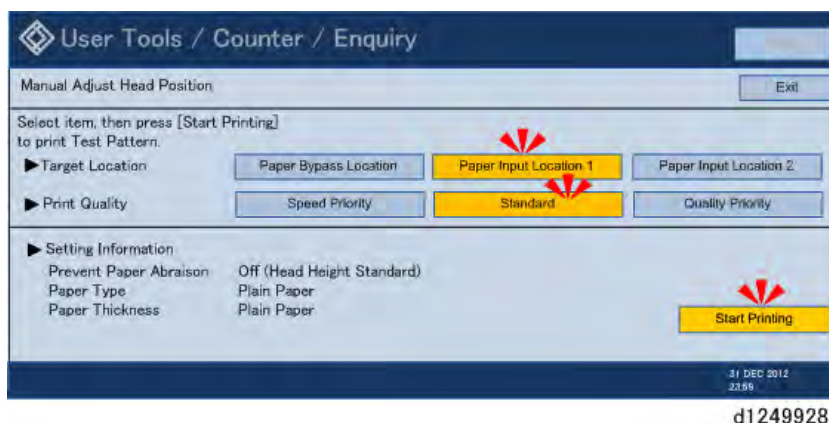 User Tools / Counter / Enquiry
Manual Adjust Head Position
Exit
Select item, then press [Start Printing]
to print Test Pattern.
▶Target Location Paper Bypass Location Paper Input Location 1 Paper Input Location 2
▶ Print Quality Speed Priority Standard Quality Priority
▶ Setting Information
Prevent Paper Abraison Off (Head Height Standard)
Paper Type Plain Paper
Paper Thickness Plain Paper
Start Printing
31 DEC 2012
23:59
d1249928